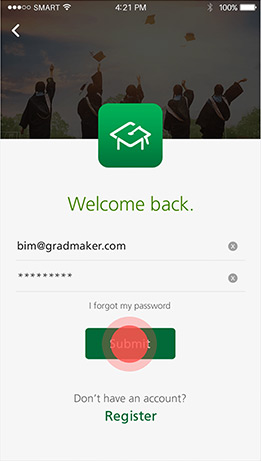 SMART 4:21 PM 100%
Welcome back.
bim@gradmaker.com
*********
I forgot my password
Submit
Don't have an account?
Register